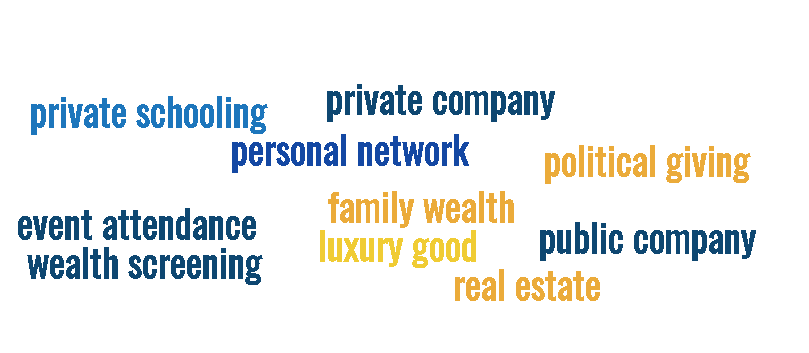 private company
private schooling
personal network
political giving
family wealth
event attendance
public company
luxury good
wealth screening
real estate